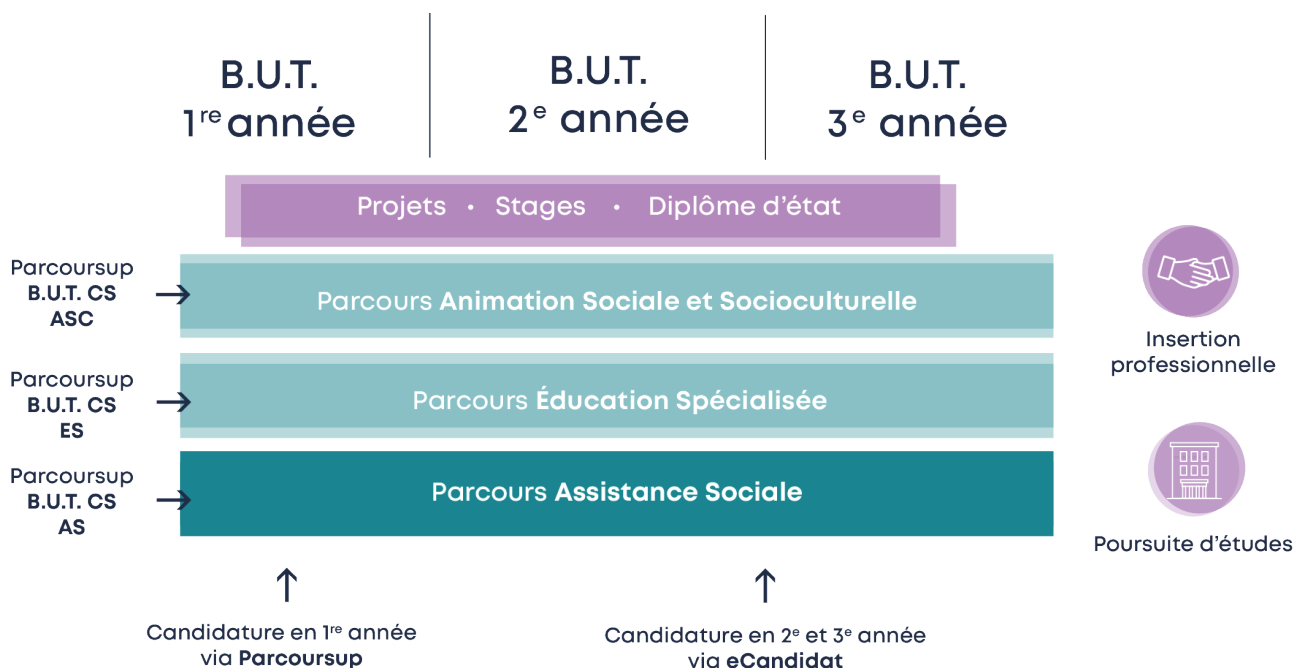 B.U.T.
1re année
B.U.T.
2e année
B.U.T.
3e année
Projets • Stages • Diplôme d'état
Parcoursup
B.U.T. CS
ASC
Parcours Animation Sociale et Socioculturelle
Parcoursup
B.U.T. CS
ES
Parcours Éducation Spécialisée
Parcoursup
B.U.T. CS
AS
Parcours Assistance Sociale
Insertion
professionnelle
Poursuite d'études
Candidature en 1re année
via Parcoursup
Candidature en 2e et 3e année
via eCandidat